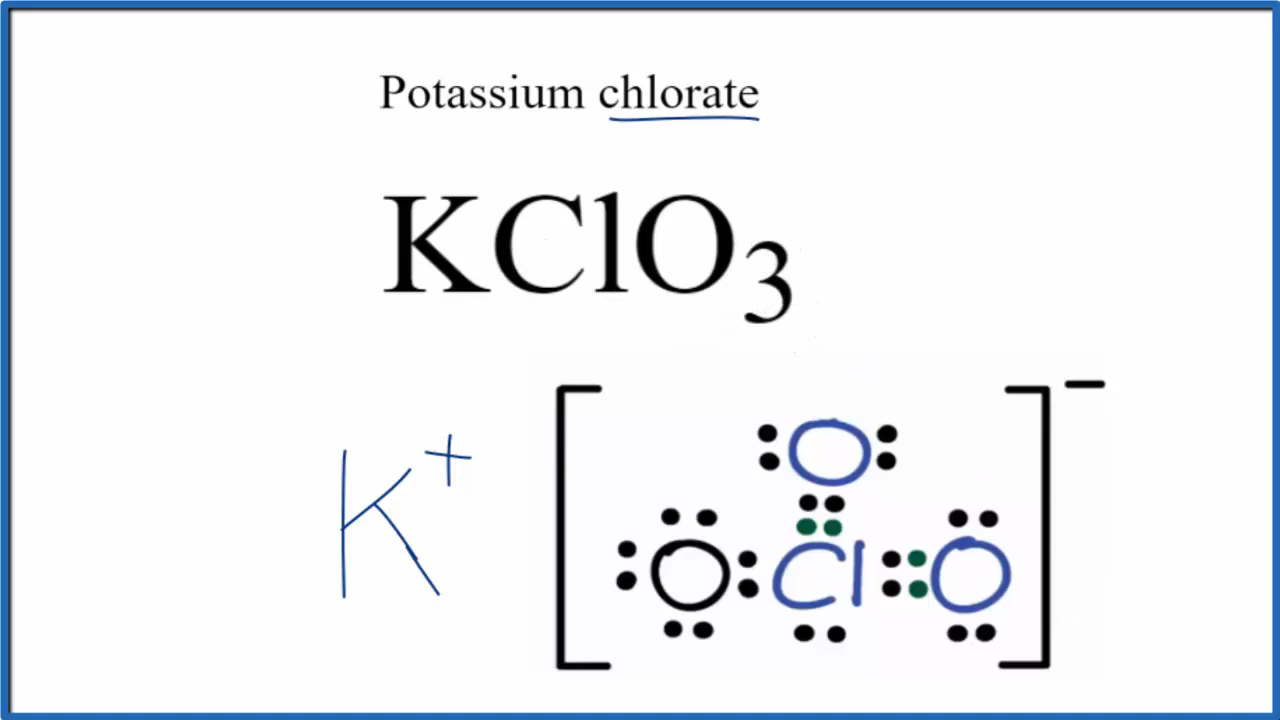 Potassium chlorate
KClO₃
K⁺ [ O Cl O O ]⁻